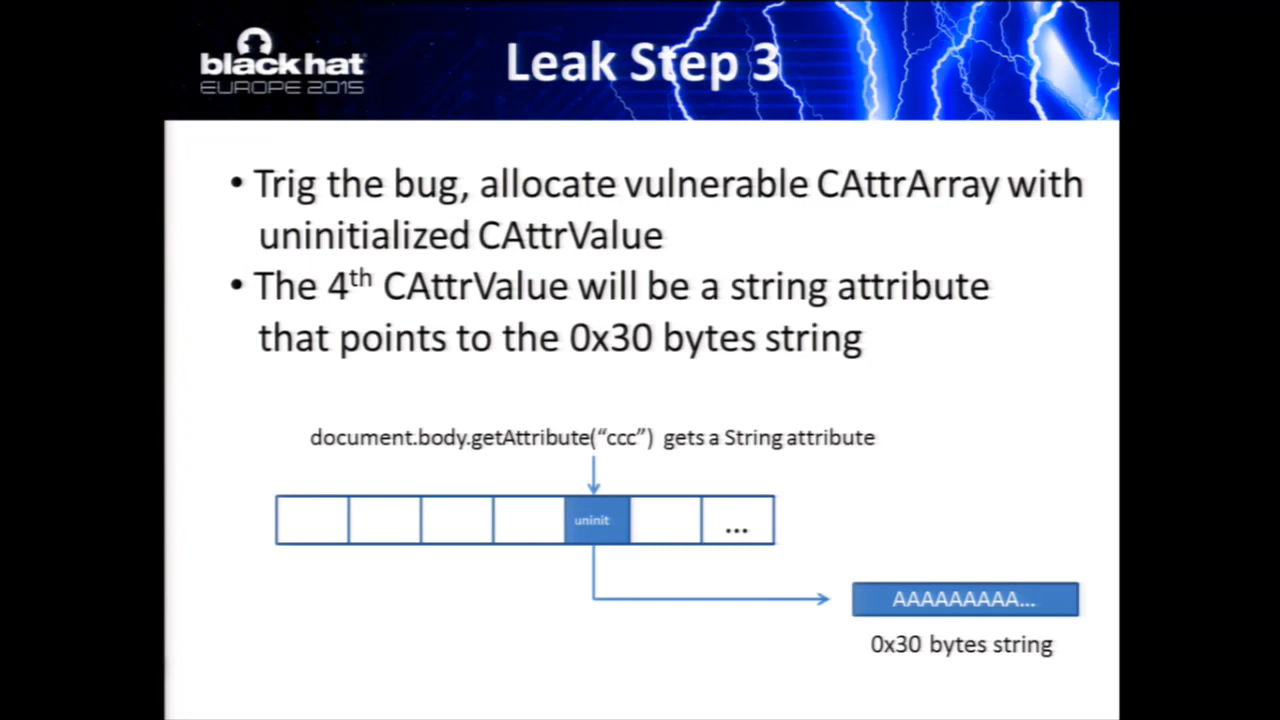 black hat
EUROPE 2015
Leak Step 3
• Trig the bug, allocate vulnerable CAttrArray with
uninitialized CAttrValue
• The 4th CAttrValue will be a string attribute
that points to the 0x30 bytes string
document.body.getAttribute(“ccc”) gets a String attribute
uninit
...
AAAAAAAAA...
0x30 bytes string